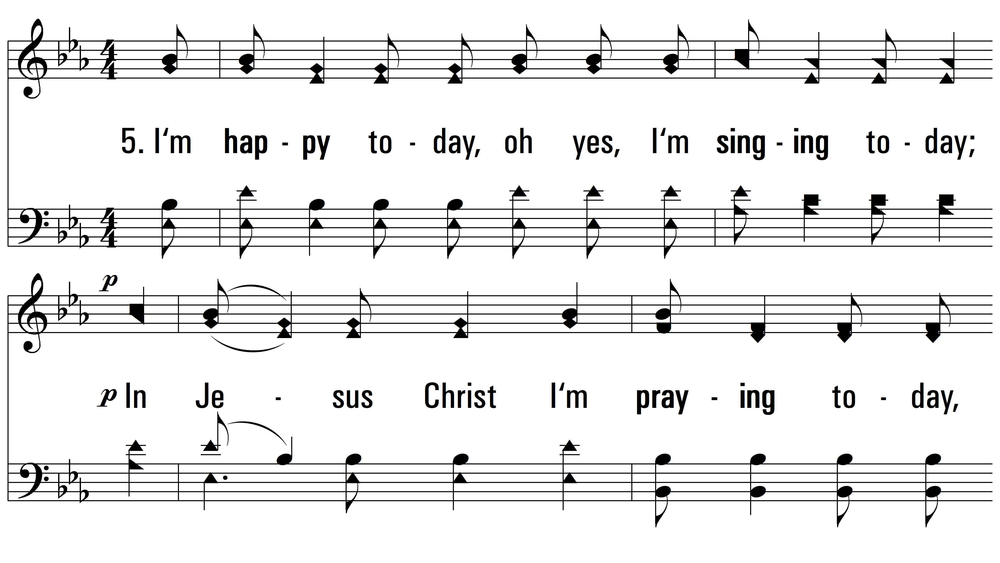 5. I‘m hap - py to - day, oh yes, I‘m sing - ing to - day;
p
p In Je - sus Christ I‘m pray - ing to - day,